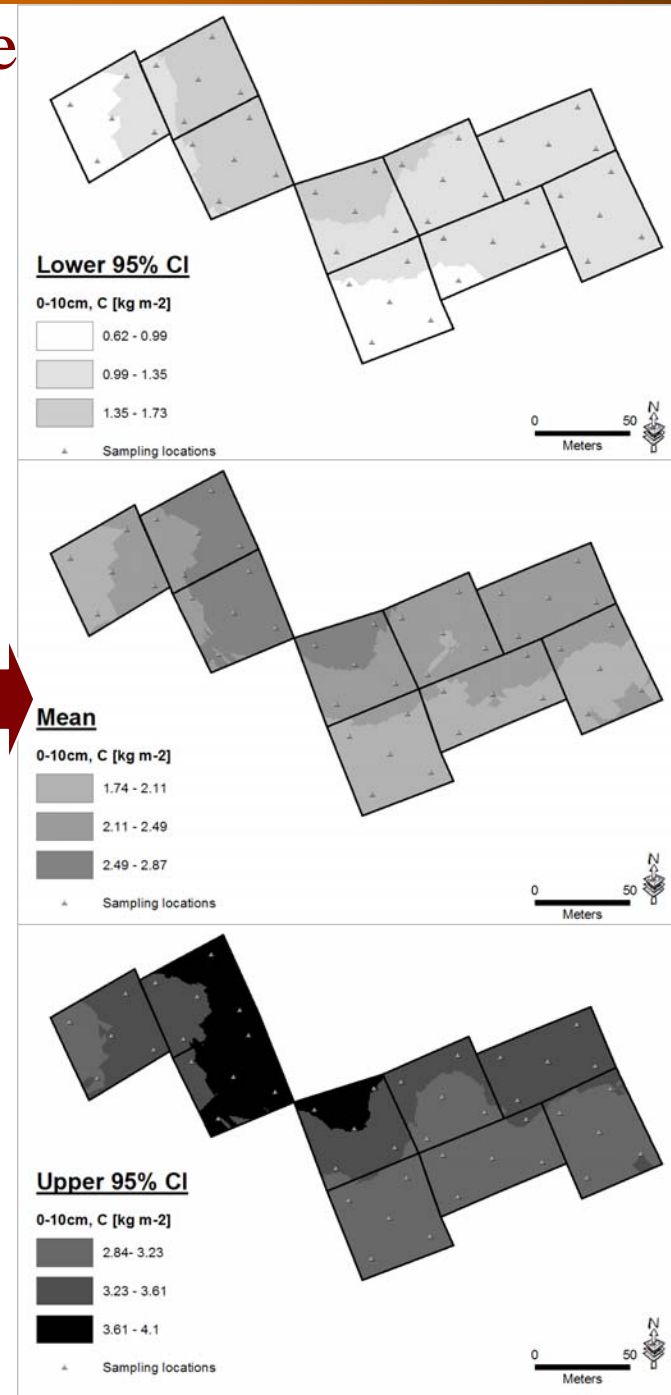 e
Lower 95% CI
0-10cm, C [kg m-2]
0.62 - 0.99
0.99 - 1.35
1.35 - 1.73
Sampling locations
N
0 50
Meters
Mean
0-10cm, C [kg m-2]
1.74 - 2.11
2.11 - 2.49
2.49 - 2.87
Sampling locations
N
0 50
Meters
Upper 95% CI
0-10cm, C [kg m-2]
2.84- 3.23
3.23 - 3.61
3.61 - 4.1
Sampling locations
N
0 50
Meters